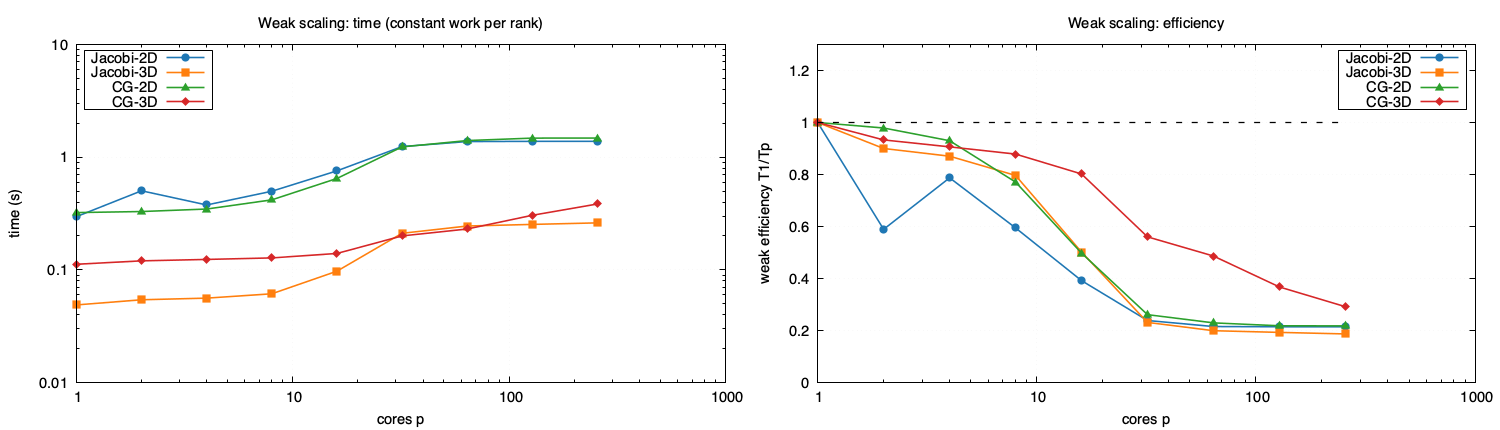 Weak scaling: time (constant work per rank)
10
1
0.1
0.01
time (s)
Jacobi-2D
Jacobi-3D
CG-2D
CG-3D
1
10
100
1000
cores p
Weak scaling: efficiency
1.2
1
0.8
0.6
0.4
0.2
0
weak efficiency T1/Tp
Jacobi-2D
Jacobi-3D
CG-2D
CG-3D
1
10
100
1000
cores p